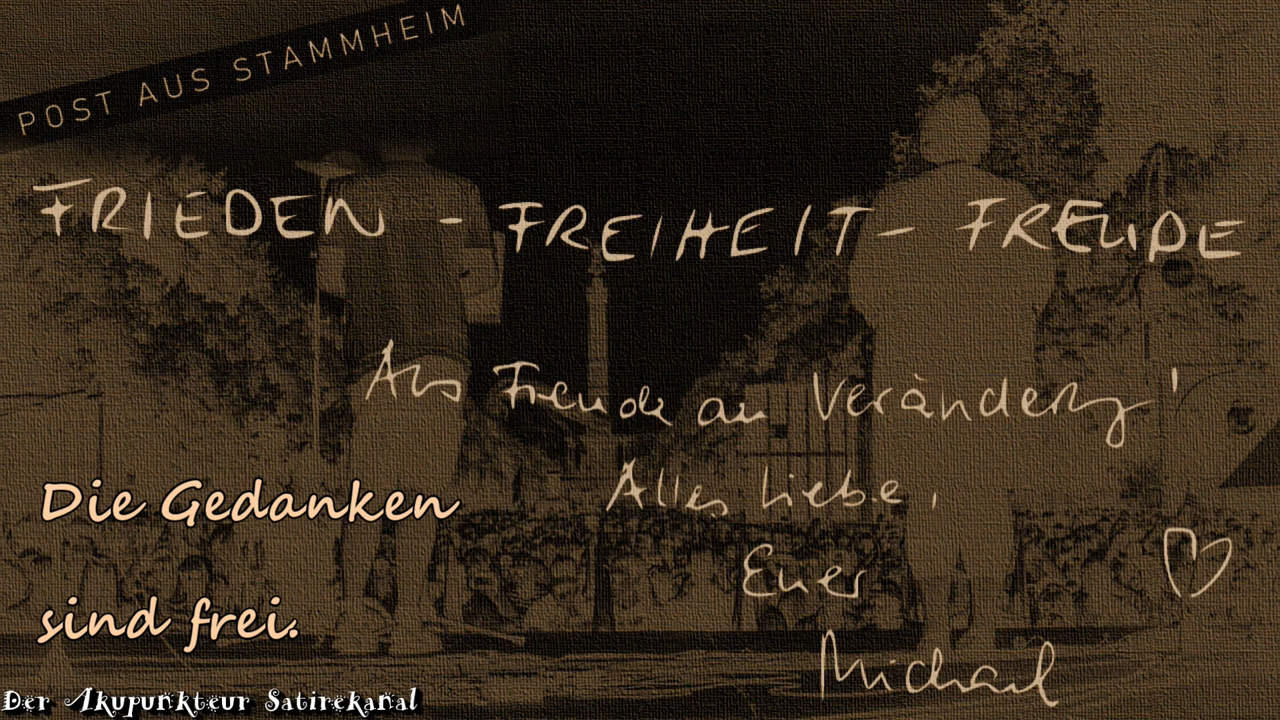 POST AUS STAMMHEIM
FRIEDEN - FREIHEIT - FREUDE
Aus Freude an Veränderung!
Alles Liebe,
Euer
Michael
Die Gedanken
sind frei.
Der Akupunkteur Satirekanal